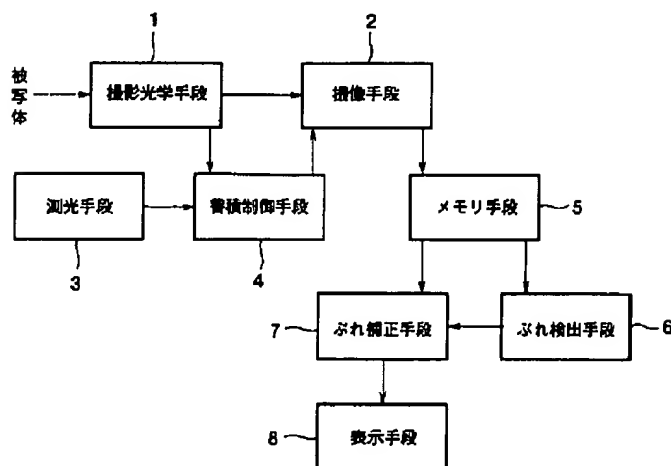 1
2
被写体
撮影光学手段
撮像手段
測光手段
蓄積制御手段
メモリ手段
5
3
4
7
ぶれ補正手段
ぶれ検出手段
6
8
表示手段